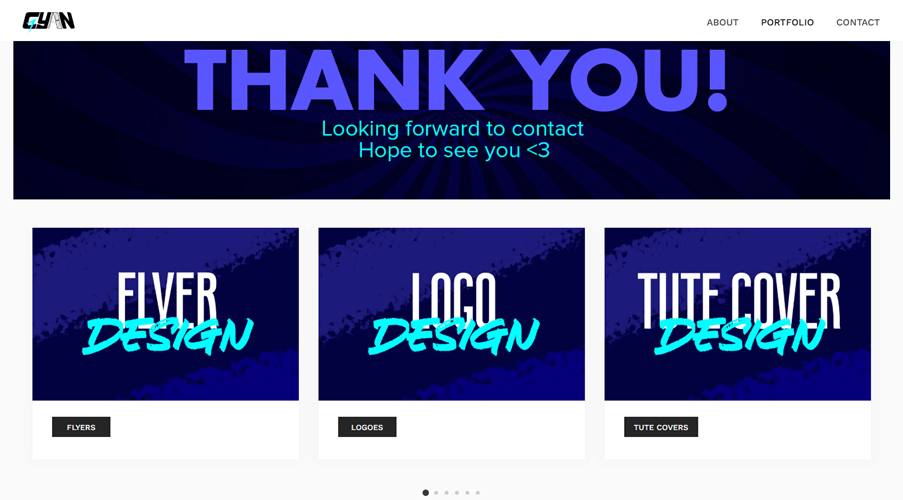 GYAN
ABOUT
PORTFOLIO
CONTACT
THANK YOU!
Looking forward to contact
Hope to see you <3
FLYER
DESIGN
LOGO
DESIGN
TUTE COVER
DESIGN
FLYERS
LOGOES
TUTE COVERS